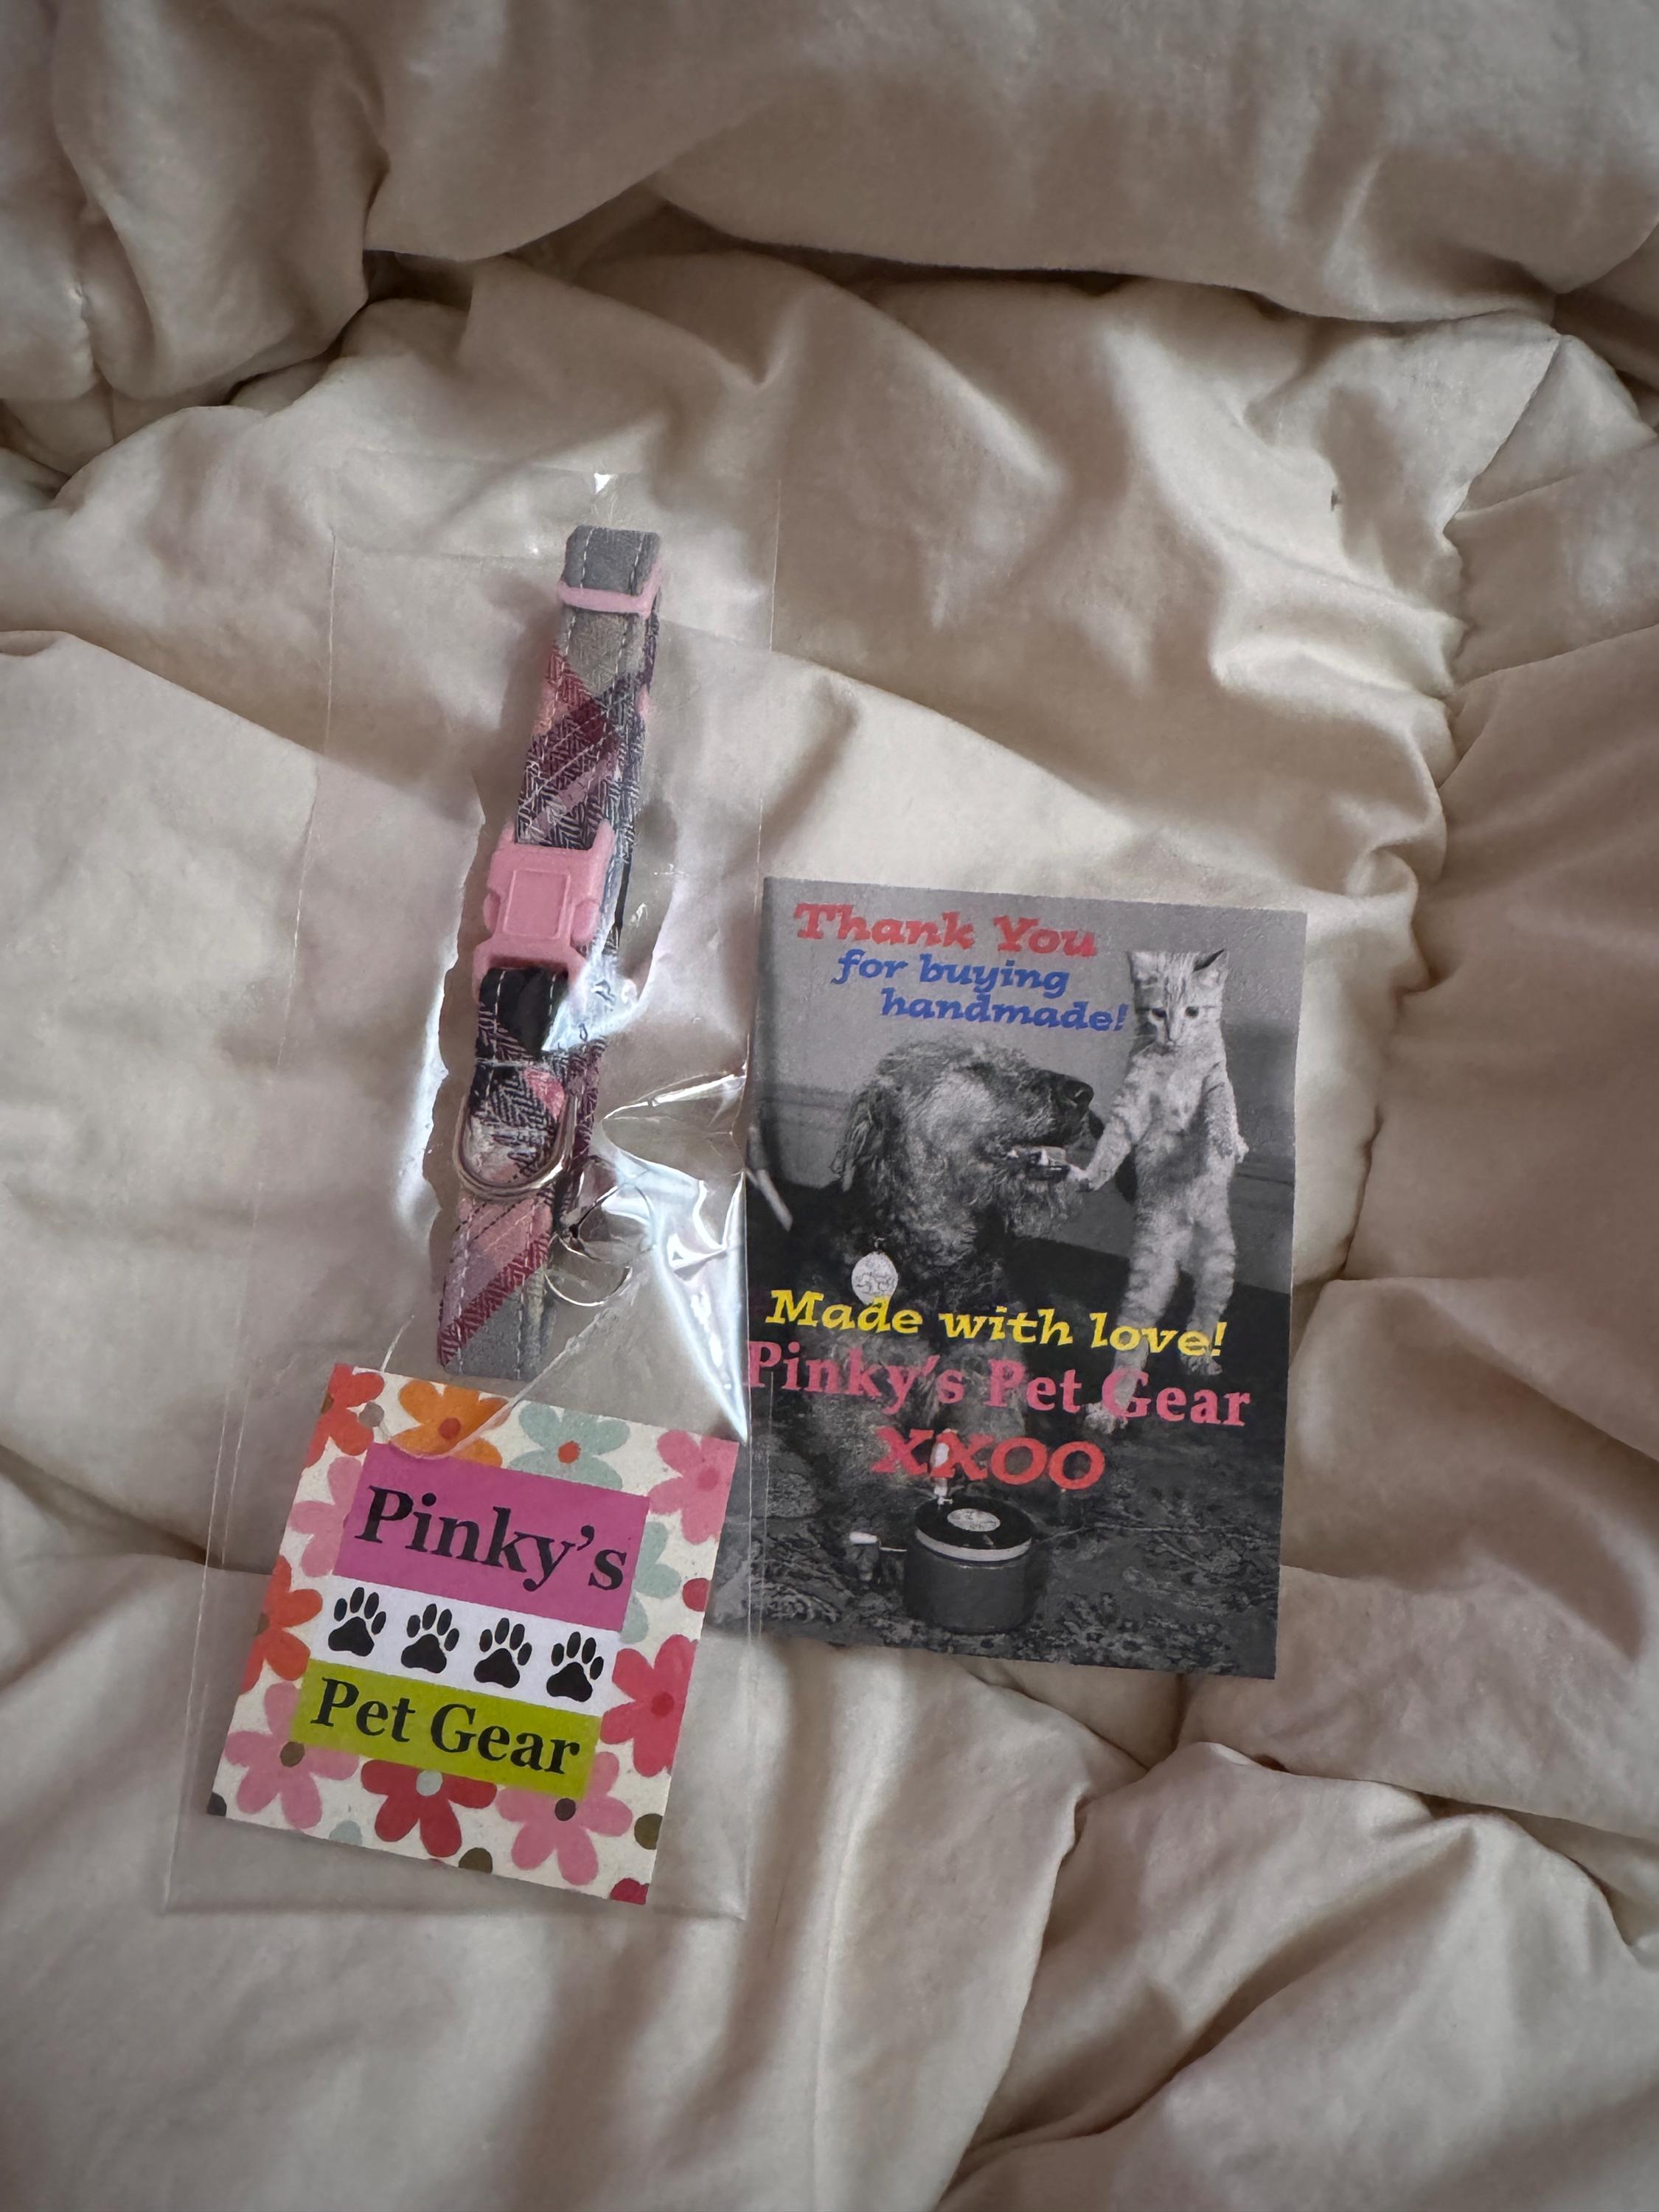 Thank You
for buying
handmade!
Made with love!
Pinky's Pet Gear
XXOO
Pinky's
Pet Gear